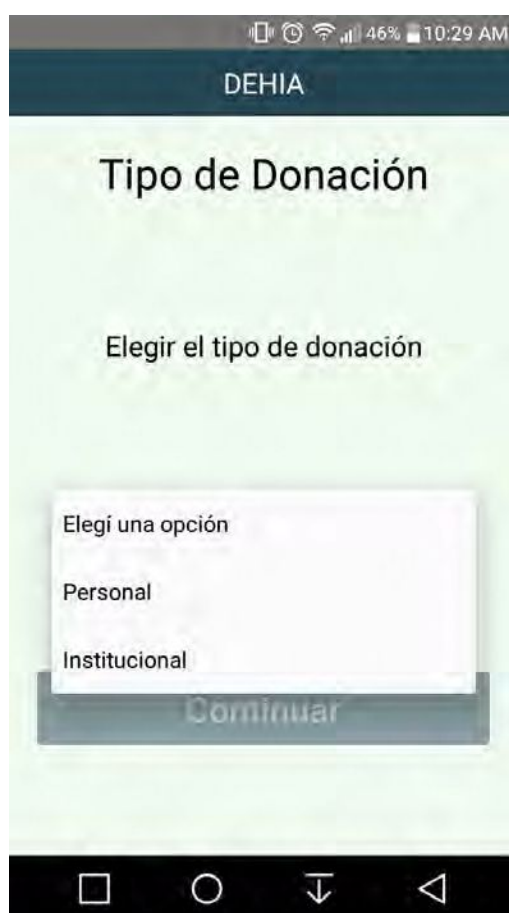 46% 10:29 AM
DEHIA
Tipo de Donación
Elegir el tipo de donación
Elegí una opción
Personal
Institucional
Continuar